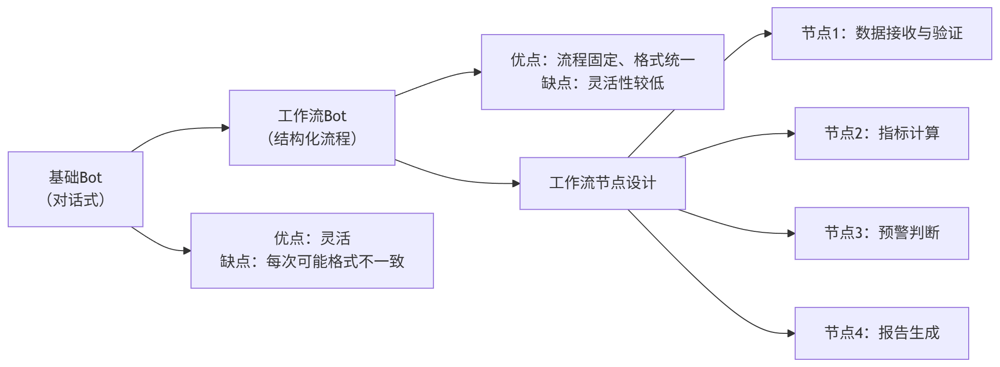 基础Bot
（对话式）
工作流Bot
（结构化流程）
优点：灵活
缺点：每次可能格式不一致
优点：流程固定、格式统一
缺点：灵活性较低
工作流节点设计
节点1：数据接收与验证
节点2：指标计算
节点3：预警判断
节点4：报告生成